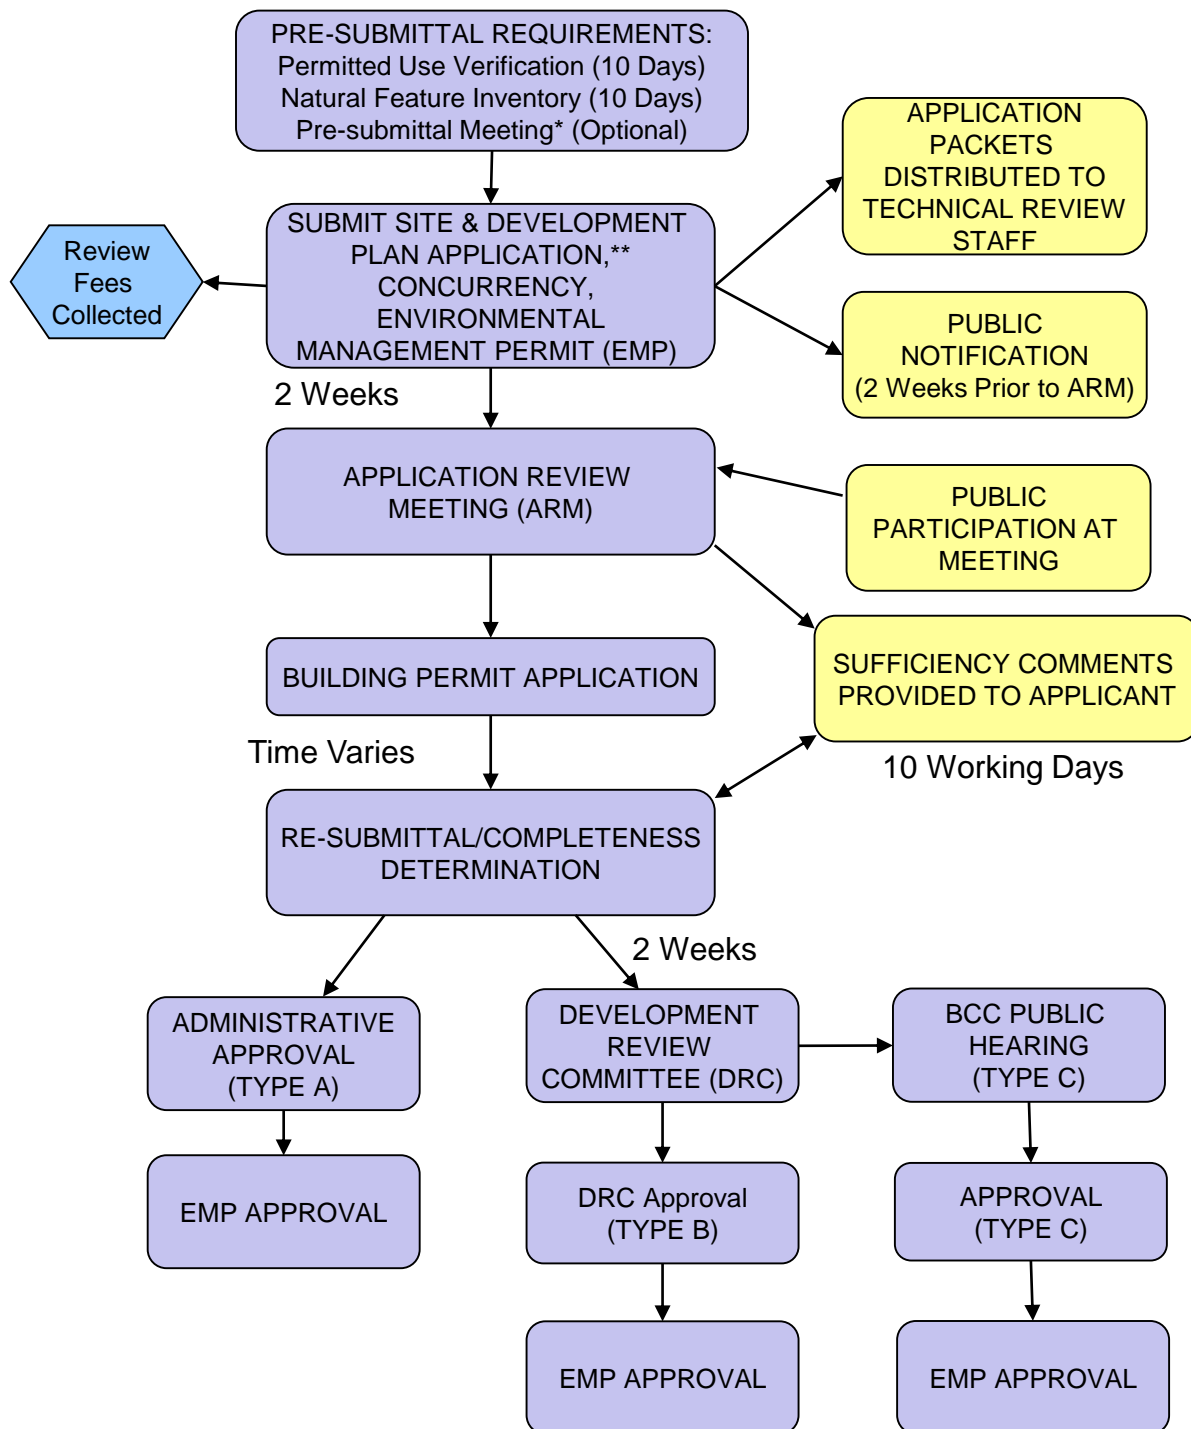 PRE-SUBMITTAL REQUIREMENTS:
Permitted Use Verification (10 Days)
Natural Feature Inventory (10 Days)
Pre-submittal Meeting* (Optional)
APPLICATION
PACKETS
DISTRIBUTED TO
TECHNICAL REVIEW
STAFF
SUBMIT SITE & DEVELOPMENT
PLAN APPLICATION,**
CONCURRENCY,
ENVIRONMENTAL
MANAGEMENT PERMIT (EMP)
Review
Fees
Collected
PUBLIC
NOTIFICATION
(2 Weeks Prior to ARM)
2 Weeks
APPLICATION REVIEW
MEETING (ARM)
PUBLIC
PARTICIPATION AT
MEETING
BUILDING PERMIT APPLICATION
SUFFICIENCY COMMENTS
PROVIDED TO APPLICANT
Time Varies
10 Working Days
RE-SUBMITTAL/COMPLETENESS
DETERMINATION
2 Weeks
ADMINISTRATIVE
APPROVAL
(TYPE A)
DEVELOPMENT
REVIEW
COMMITTEE (DRC)
BCC PUBLIC
HEARING
(TYPE C)
EMP APPROVAL
DRC Approval
(TYPE B)
APPROVAL
(TYPE C)
EMP APPROVAL
EMP APPROVAL